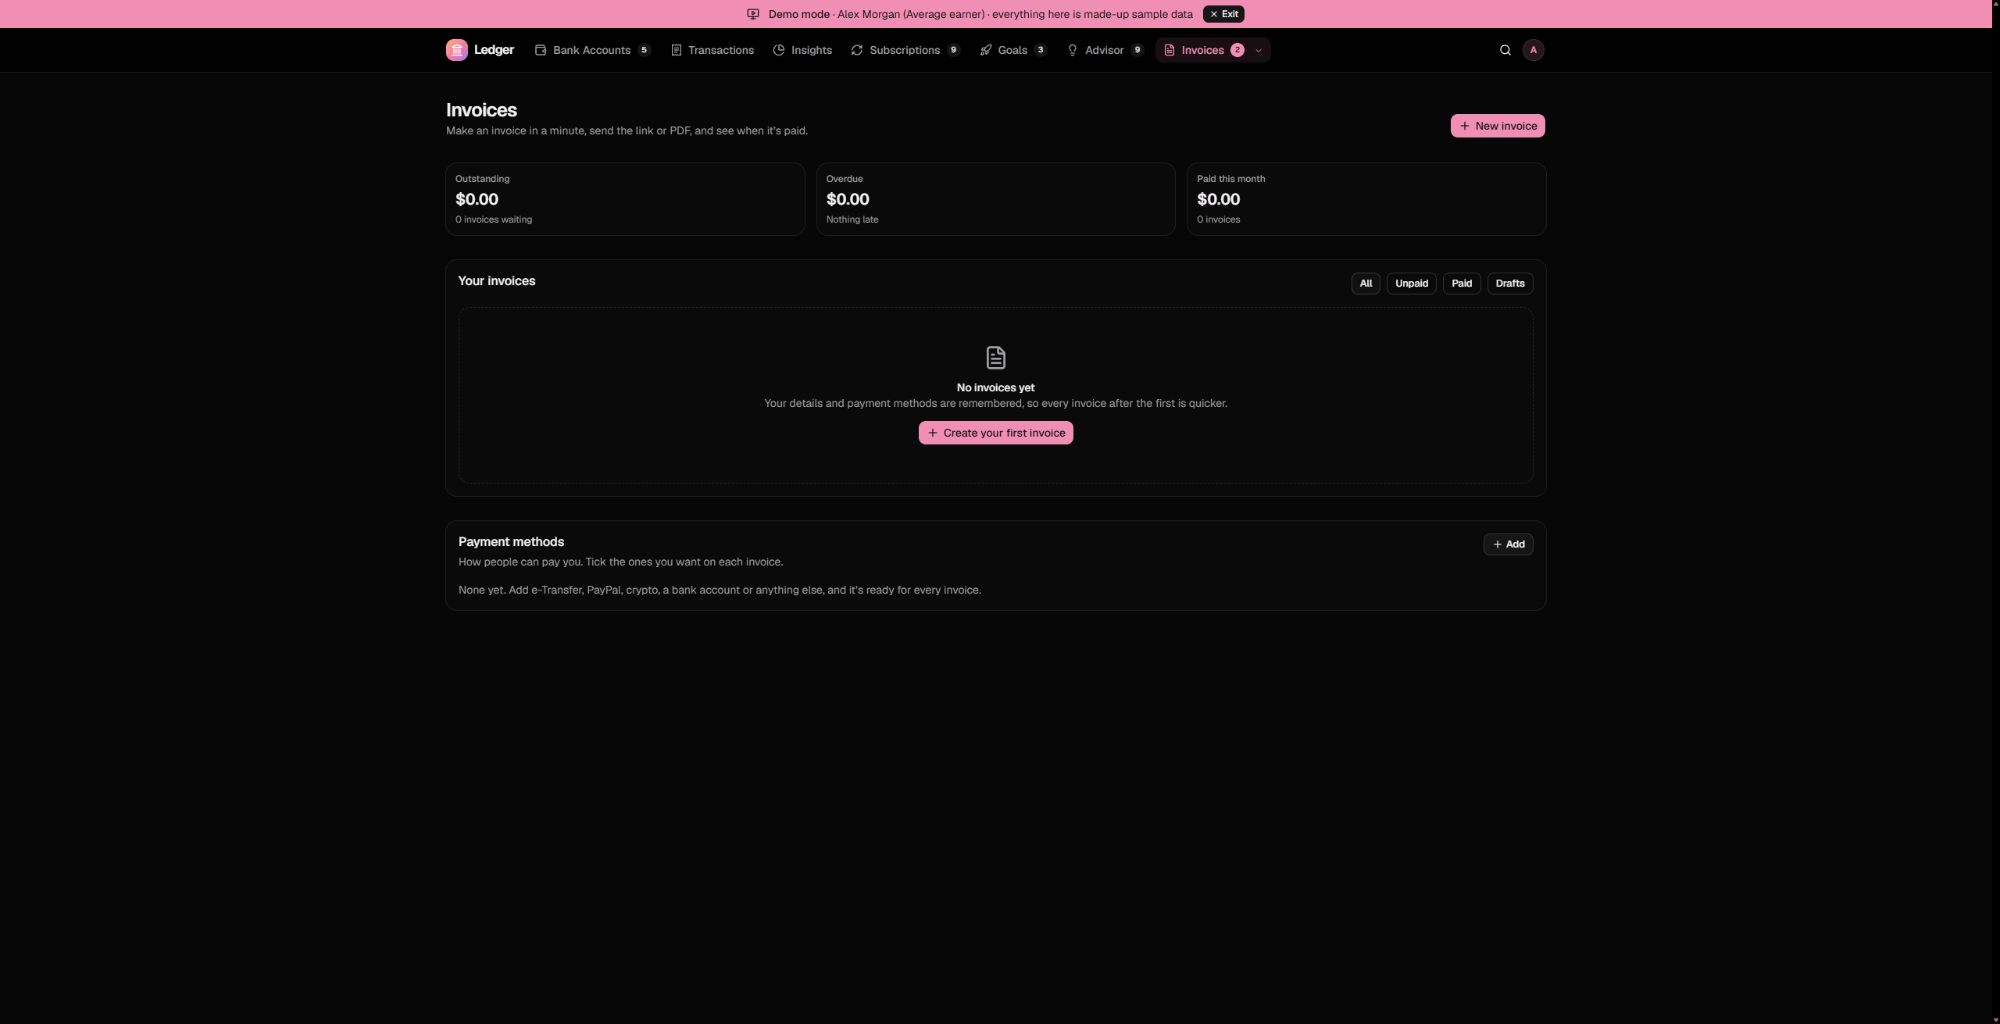 Demo mode · Alex Morgan (Average earner) · everything here is made-up sample data
Exit
Ledger
Bank Accounts 5
Transactions
Insights
Subscriptions 9
Goals 3
Advisor 9
Invoices 2
A
Invoices
Make an invoice in a minute, send the link or PDF, and see when it's paid.
New invoice
Outstanding
$0.00
0 invoices waiting
Overdue
$0.00
Nothing late
Paid this month
$0.00
0 invoices
Your invoices
All
Unpaid
Paid
Drafts
No invoices yet
Your details and payment methods are remembered, so every invoice after the first is quicker.
Create your first invoice
Payment methods
Add
How people can pay you. Tick the ones you want on each invoice.
None yet. Add e-Transfer, PayPal, crypto, a bank account or anything else, and it's ready for every invoice.